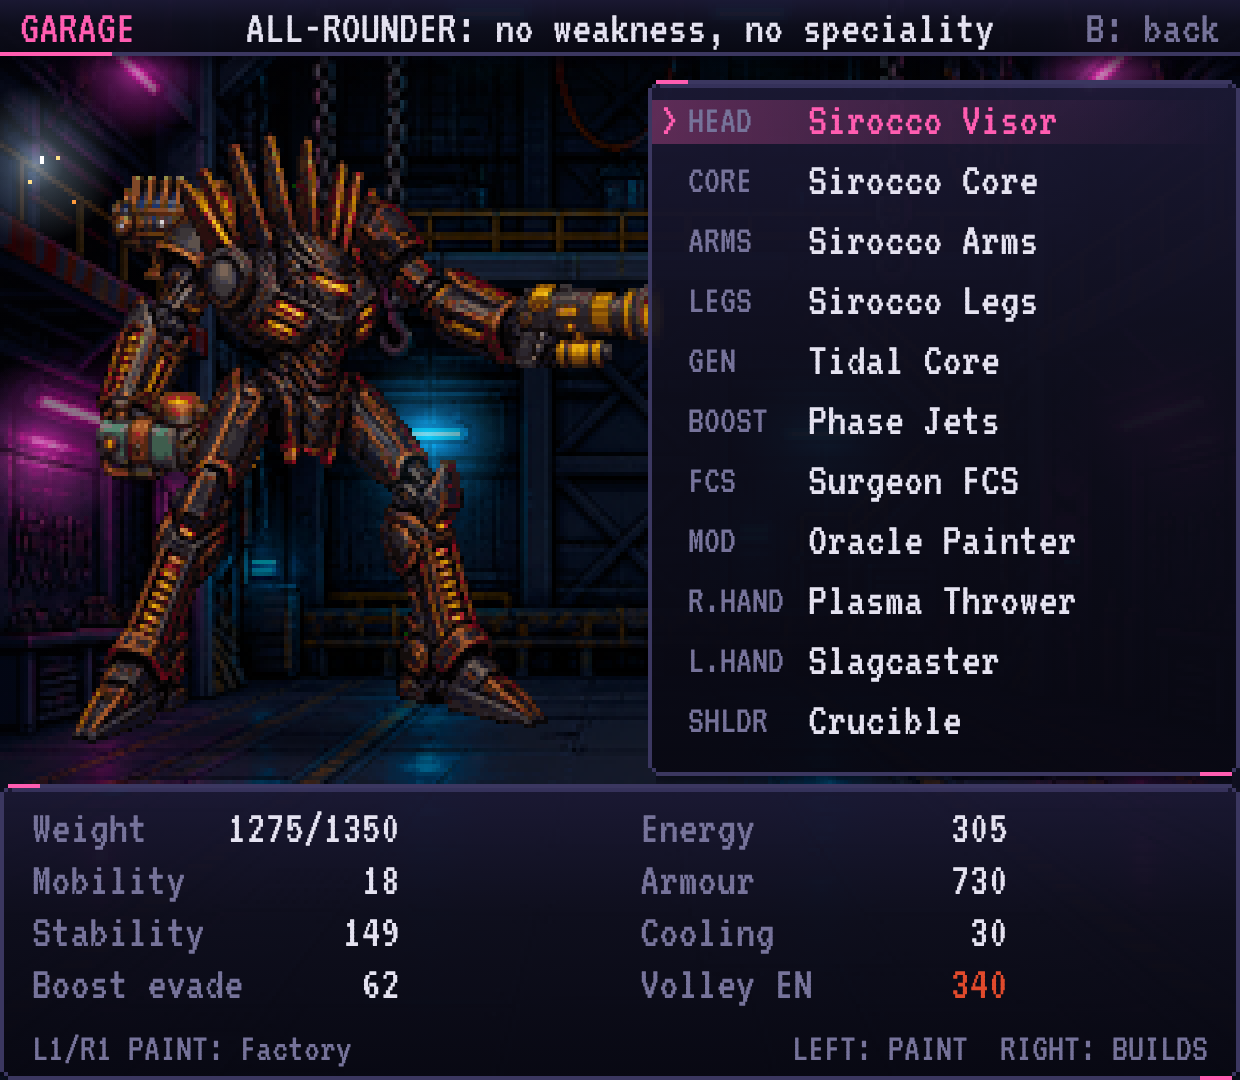 GARAGE ALL-ROUNDER: no weakness, no speciality B: back
HEAD Sirocco Visor
CORE Sirocco Core
ARMS Sirocco Arms
LEGS Sirocco Legs
GEN Tidal Core
BOOST Phase Jets
FCS Surgeon FCS
MOD Oracle Painter
R.HAND Plasma Thrower
L.HAND Slagcaster
SHLDR Crucible
Weight 1275/1350 Energy 305
Mobility 18 Armour 730
Stability 149 Cooling 30
Boost evade 62 Volley EN 340
L1/R1 PAINT: Factory LEFT: PAINT RIGHT: BUILDS